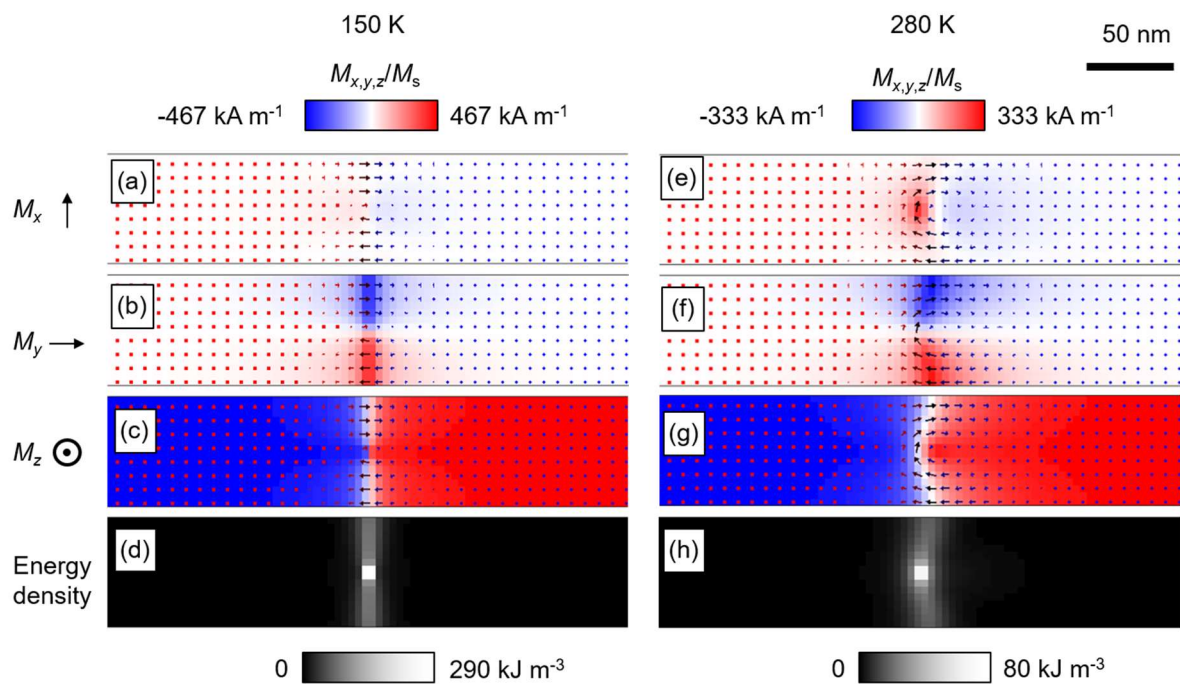 150 K
280 K
50 nm
Mx,y,z/Ms
Mx,y,z/Ms
-467 kA m-1
467 kA m-1
-333 kA m-1
333 kA m-1
(a)
(e)
Mx
(b)
(f)
My
(c)
(g)
Mz
(d)
(h)
Energy
density
0
290 kJ m-3
0
80 kJ m-3